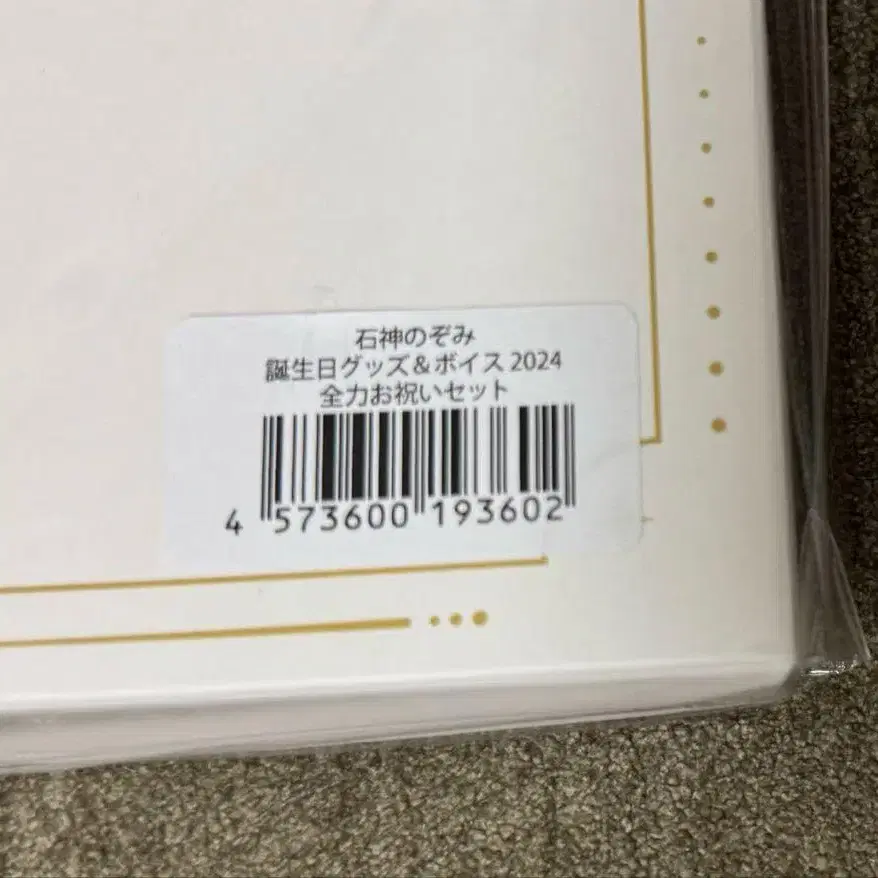 石神のぞみ
誕生日グッズ&ボイス 2024
全力お祝いセット
4 573600 193602